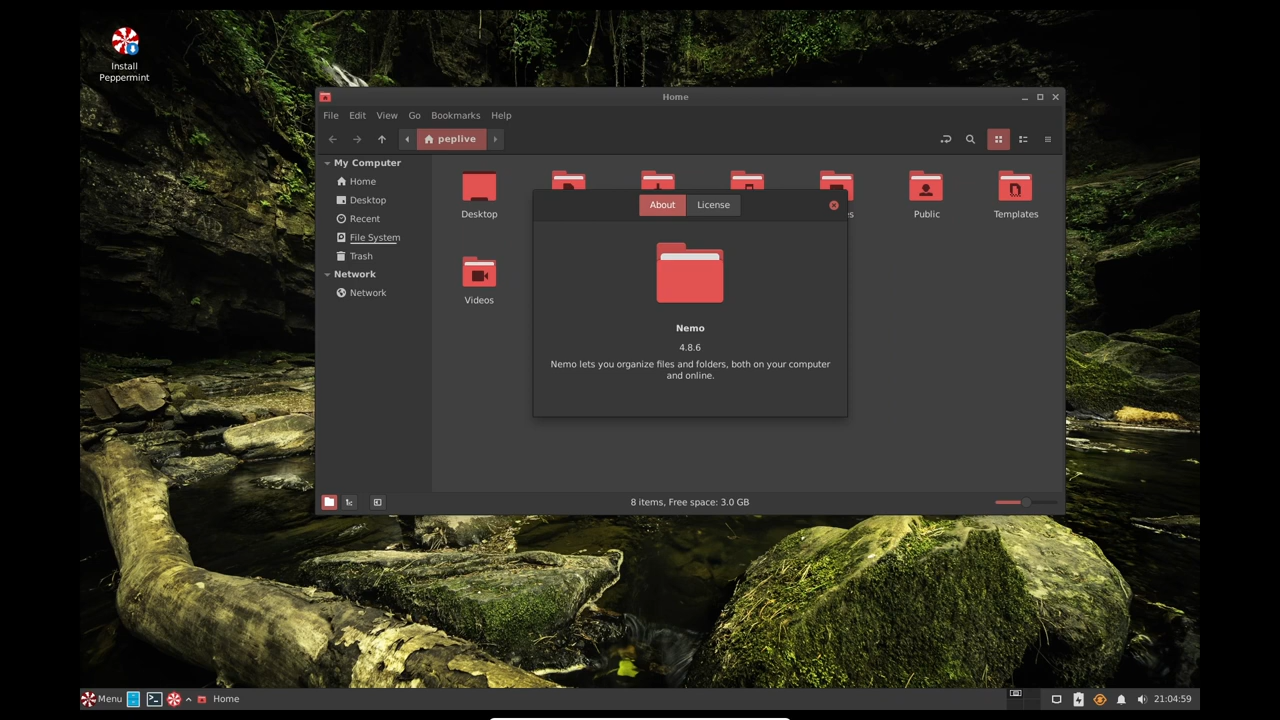 Install
Peppermint
Home
File Edit View Go Bookmarks Help
peplive
My Computer
Home
Desktop
Recent
File System
Trash
Network
Network
Desktop
Public
Templates
Videos
About License
Nemo
4.8.6
Nemo lets you organize files and folders, both on your computer
and online.
8 items, Free space: 3.0 GB
Menu
Home
21:04:59